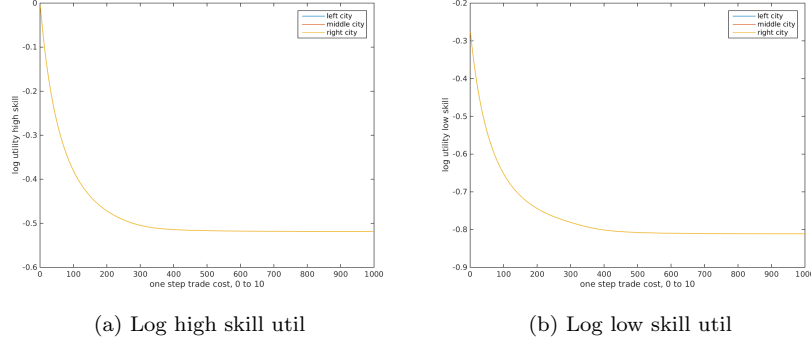 0
-0.1
-0.2
-0.3
-0.4
-0.5
-0.6
log utility high skill
0 100 200 300 400 500 600 700 800 900 1000
one step trade cost, 0 to 10
left city
middle city
right city
(a) Log high skill util
-0.2
-0.3
-0.4
-0.5
-0.6
-0.7
-0.8
-0.9
log utility low skill
0 100 200 300 400 500 600 700 800 900 1000
one step trade cost, 0 to 10
left city
middle city
right city
(b) Log low skill util